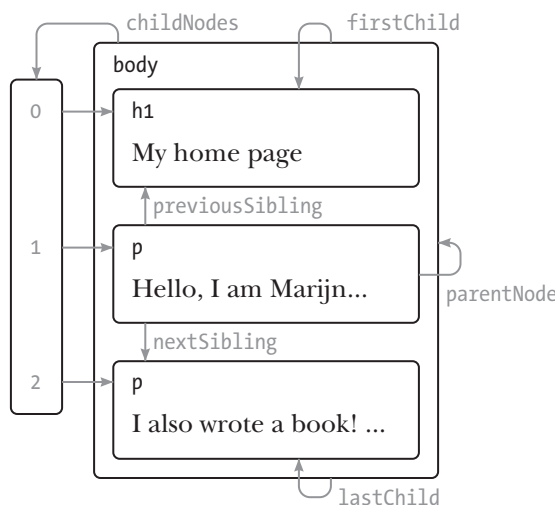 childNodes firstChild
body
0 h1
My home page
previousSibling
1 p
Hello, I am Marijn...
parentNode
nextSibling
2 p
I also wrote a book! ...
lastChild